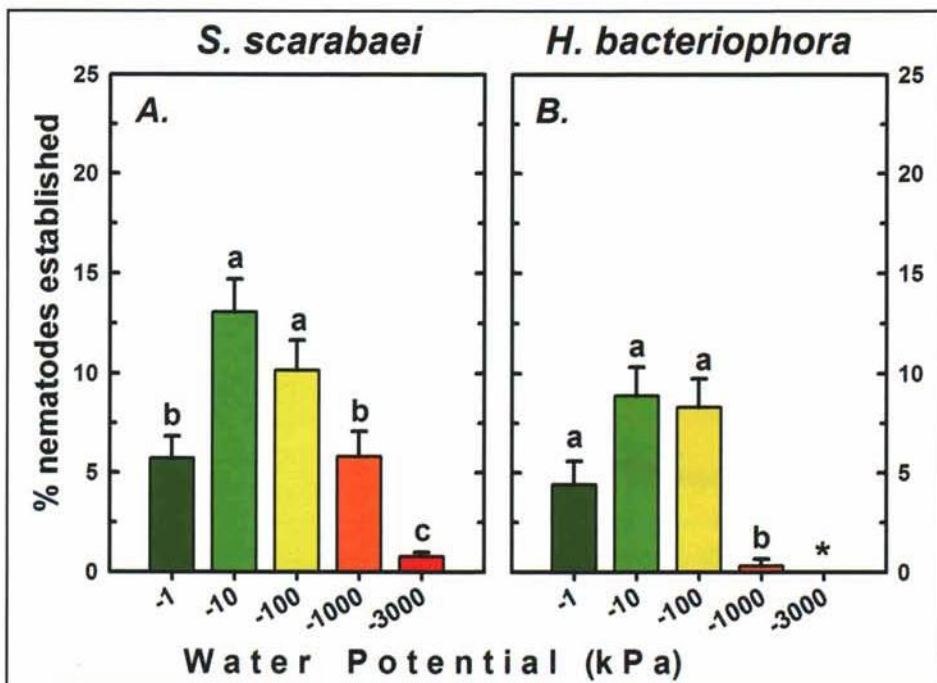 S. scarabaei H. bacteriophora
A. B.
% nematodes established
25 25
20 20
15 15
10 10
5 5
0 0
b a a b c
a a a b *
-1 -10 -100 -1000 -3000 -1 -10 -100 -1000 -3000
Water Potential (kPa)